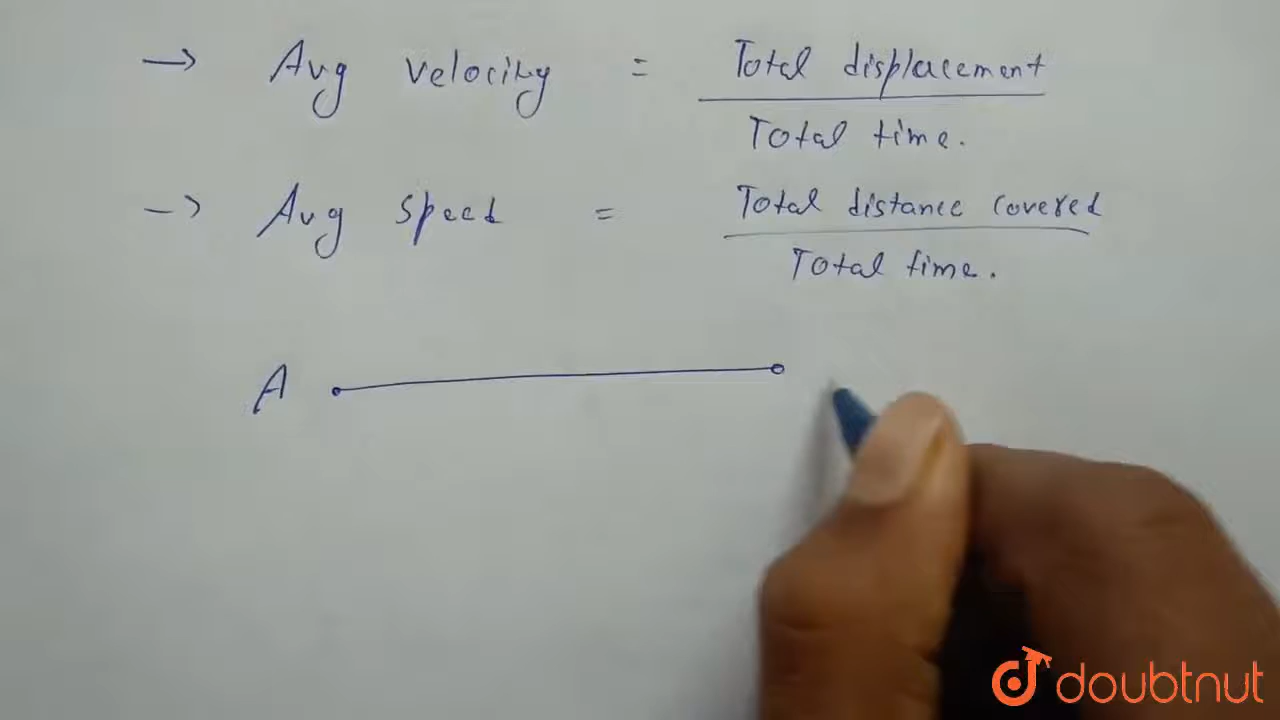 → Avg velocity = Total displacement
Total time.
→ Avg speed = Total distance covered
Total time.
A
doubtnut